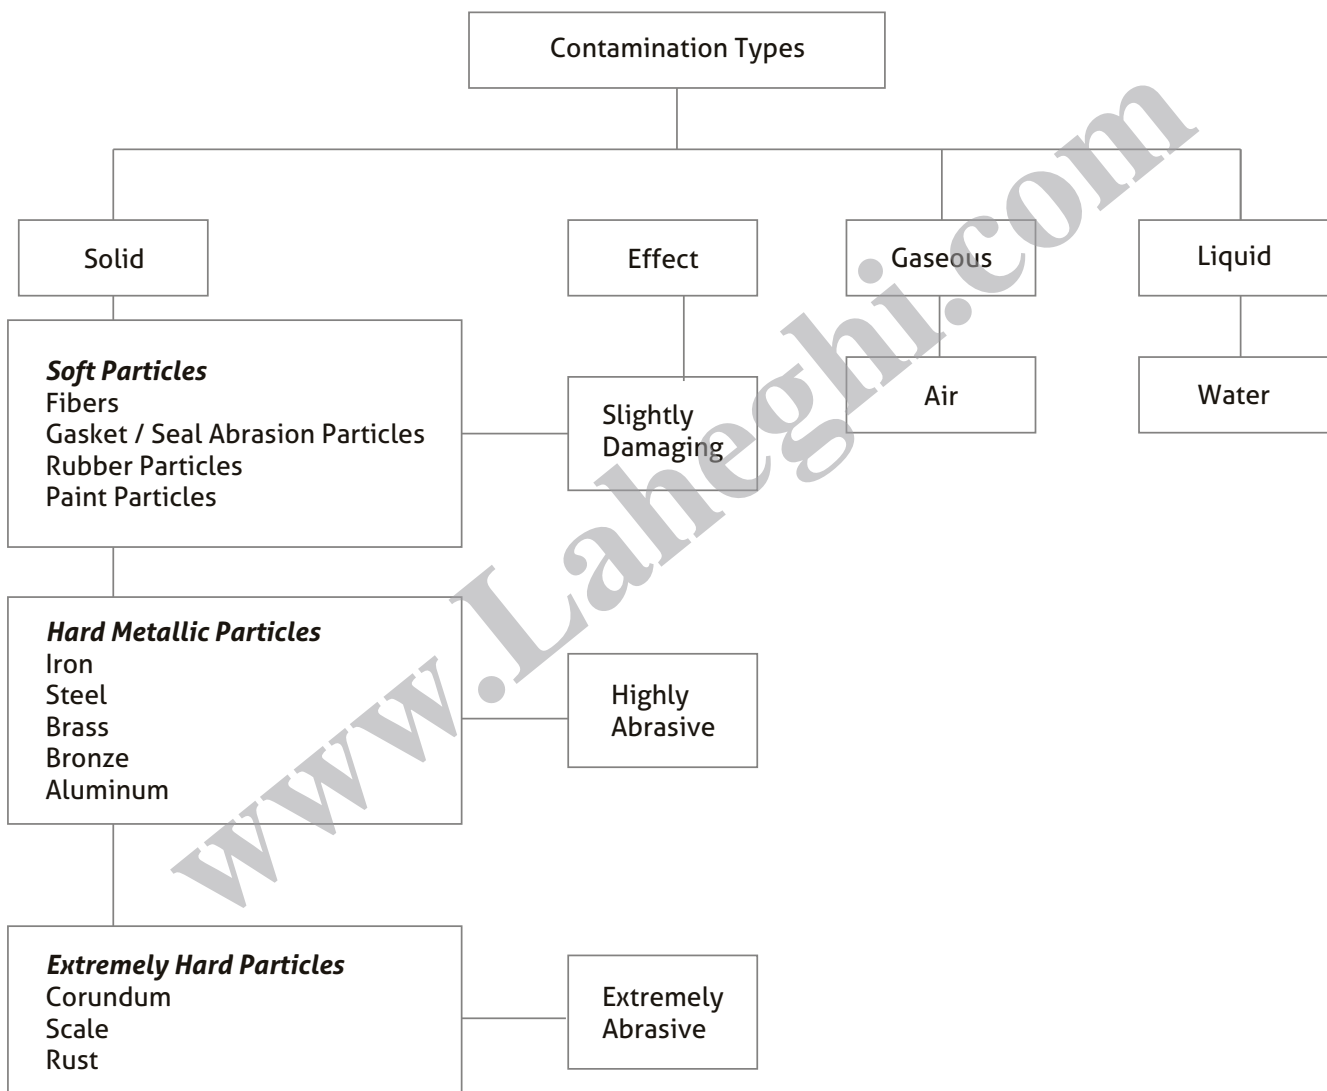 Contamination Types
Solid
Effect
Gaseous
Liquid
Soft Particles
Fibers
Gasket / Seal Abrasion Particles
Rubber Particles
Paint Particles
Slightly
Damaging
Air
Water
Hard Metallic Particles
Iron
Steel
Brass
Bronze
Aluminum
Highly
Abrasive
Extremely Hard Particles
Corundum
Scale
Rust
Extremely
Abrasive
www.Laheghi.com